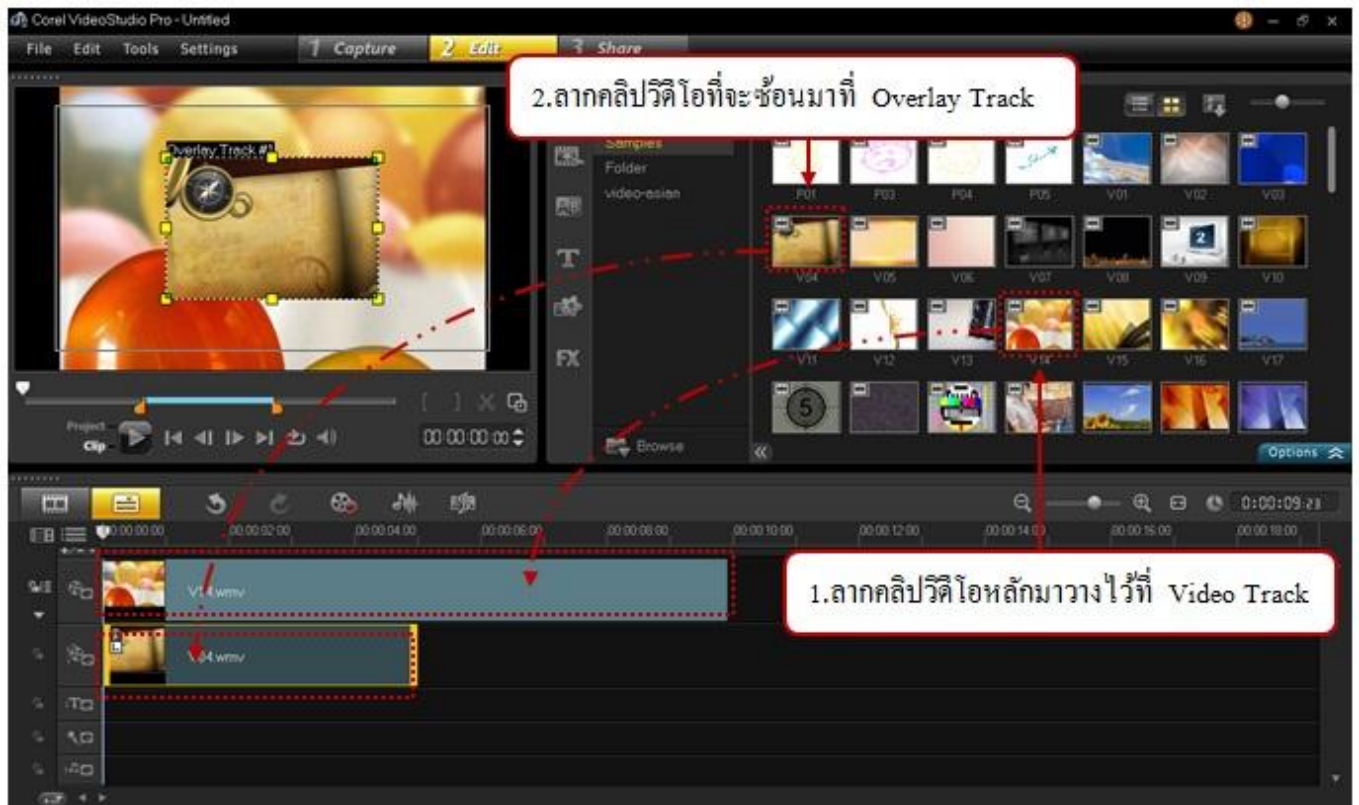 Corel VideoStudio Pro - Untitled
File Edit Tools Settings 1 Capture 2 Edit 3 Share
2.ลากคลิปวิดีโอที่จะซ้อนมาที่ Overlay Track
Overlay Track #1
Samples
Folder
video-asian
P01 P03 P04 P05 V01 V02 V03
V04 V05 V06 V07 V08 V09 V10
V11 V12 V13 V14 V15 V16 V17
T
FX
2
5
Project
Clip
00:00:00:00
Browse
Options
0:00:09:23
00:00:00:00 00:00:02:00 00:00:04:00 00:00:06:00 00:00:08:00 00:00:10:00 00:00:12:00 00:00:14:00 00:00:16:00 00:00:18:00
V14.wmv
1.ลากคลิปวิดีโอหลักมาวางไว้ที่ Video Track
V04.wmv